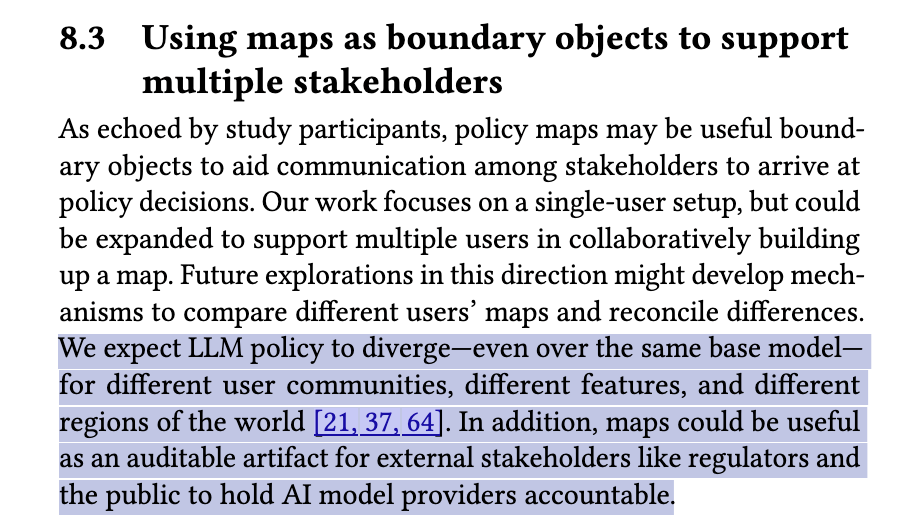 8.3 Using maps as boundary objects to support
multiple stakeholders
As echoed by study participants, policy maps may be useful bound-
ary objects to aid communication among stakeholders to arrive at
policy decisions. Our work focuses on a single-user setup, but could
be expanded to support multiple users in collaboratively building
up a map. Future explorations in this direction might develop mech-
anisms to compare different users’ maps and reconcile differences.
We expect LLM policy to diverge—even over the same base model—
for different user communities, different features, and different
regions of the world [21, 37, 64]. In addition, maps could be useful
as an auditable artifact for external stakeholders like regulators and
the public to hold AI model providers accountable.